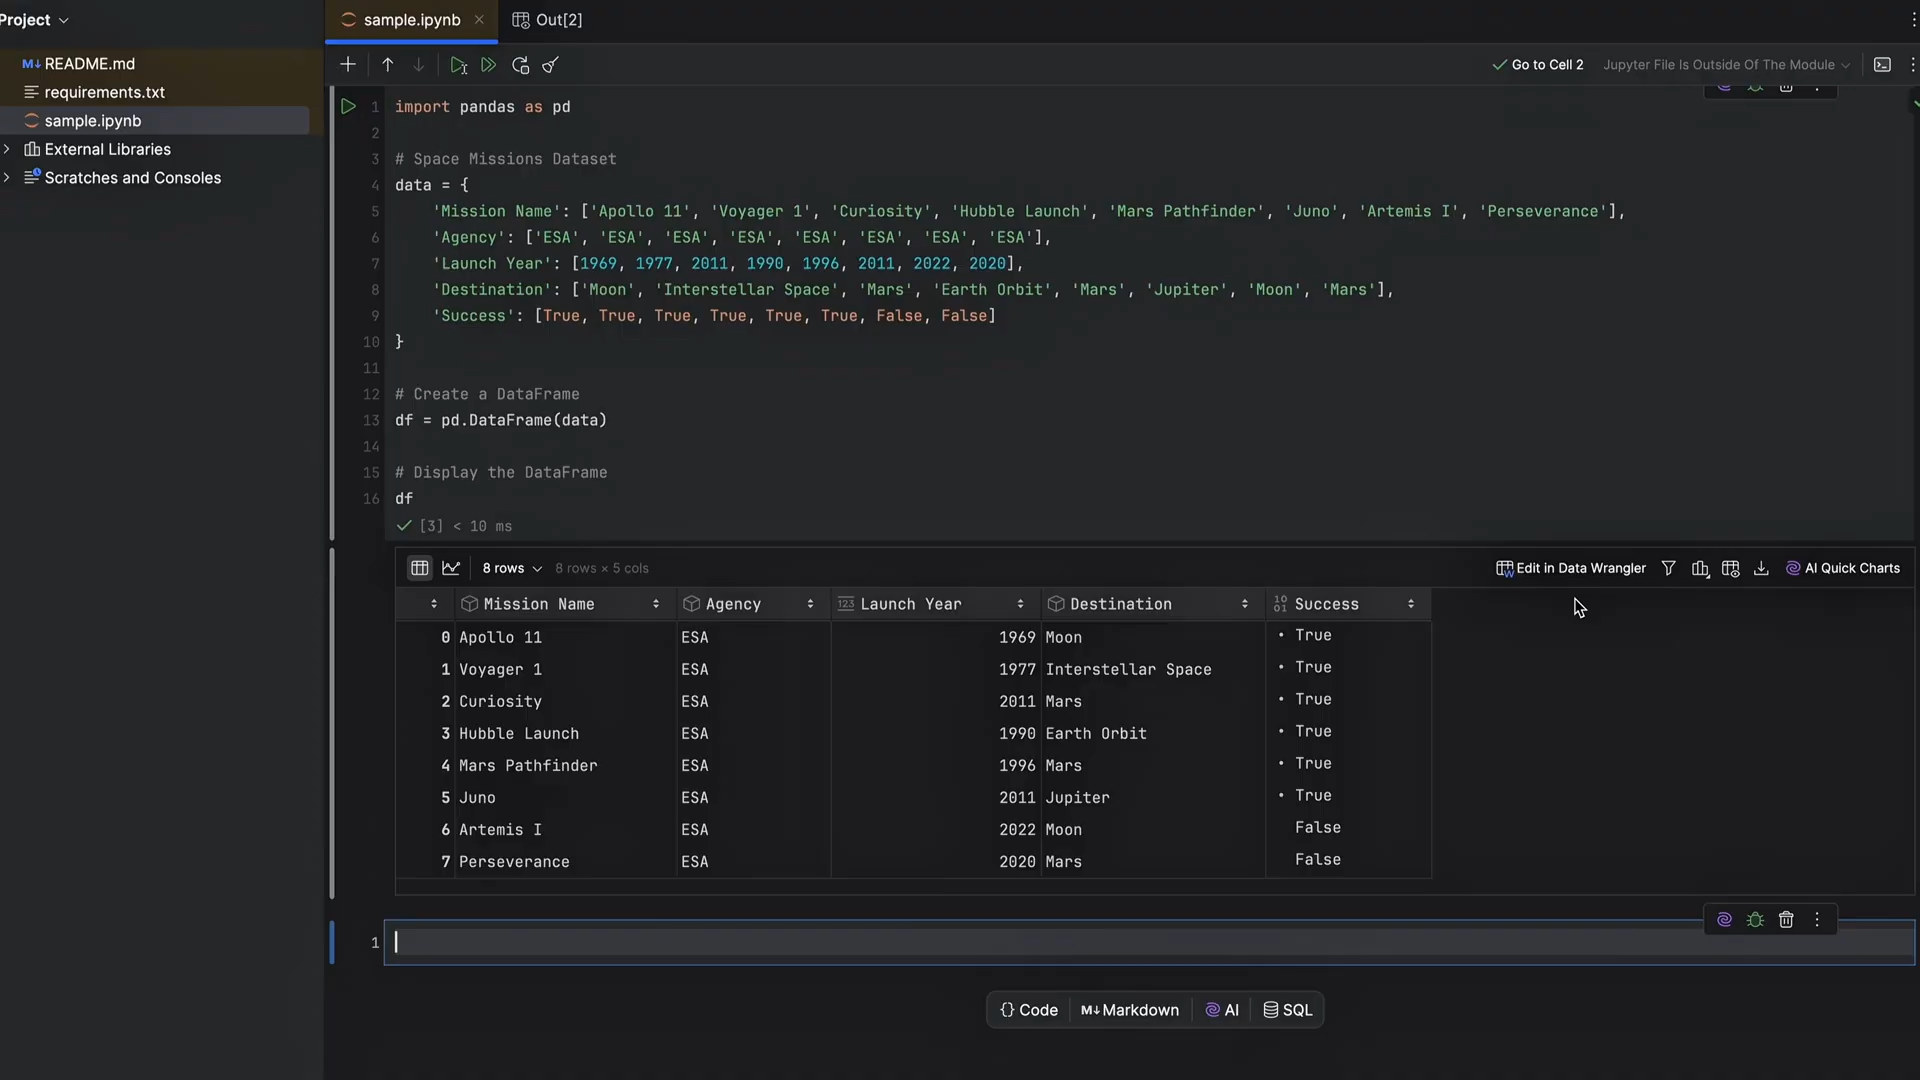 Project
sample.ipynb
Out[2]
README.md
requirements.txt
sample.ipynb
External Libraries
Scratches and Consoles
Go to Cell 2
Jupyter File Is Outside Of The Module
1 import pandas as pd
2
3 # Space Missions Dataset
4 data = {
5 'Mission Name': ['Apollo 11', 'Voyager 1', 'Curiosity', 'Hubble Launch', 'Mars Pathfinder', 'Juno', 'Artemis I', 'Perseverance'],
6 'Agency': ['ESA', 'ESA', 'ESA', 'ESA', 'ESA', 'ESA', 'ESA', 'ESA'],
7 'Launch Year': [1969, 1977, 2011, 1990, 1996, 2011, 2022, 2020],
8 'Destination': ['Moon', 'Interstellar Space', 'Mars', 'Earth Orbit', 'Mars', 'Jupiter', 'Moon', 'Mars'],
9 'Success': [True, True, True, True, True, True, False, False]
10 }
11
12 # Create a DataFrame
13 df = pd.DataFrame(data)
14
15 # Display the DataFrame
16 df
[3] < 10 ms
8 rows 8 rows × 5 cols Edit in Data Wrangler AI Quick Charts
Mission Name Agency Launch Year Destination Success
0 Apollo 11 ESA 1969 Moon • True
1 Voyager 1 ESA 1977 Interstellar Space • True
2 Curiosity ESA 2011 Mars • True
3 Hubble Launch ESA 1990 Earth Orbit • True
4 Mars Pathfinder ESA 1996 Mars • True
5 Juno ESA 2011 Jupiter • True
6 Artemis I ESA 2022 Moon False
7 Perseverance ESA 2020 Mars False
1
{} Code M↓ Markdown AI SQL